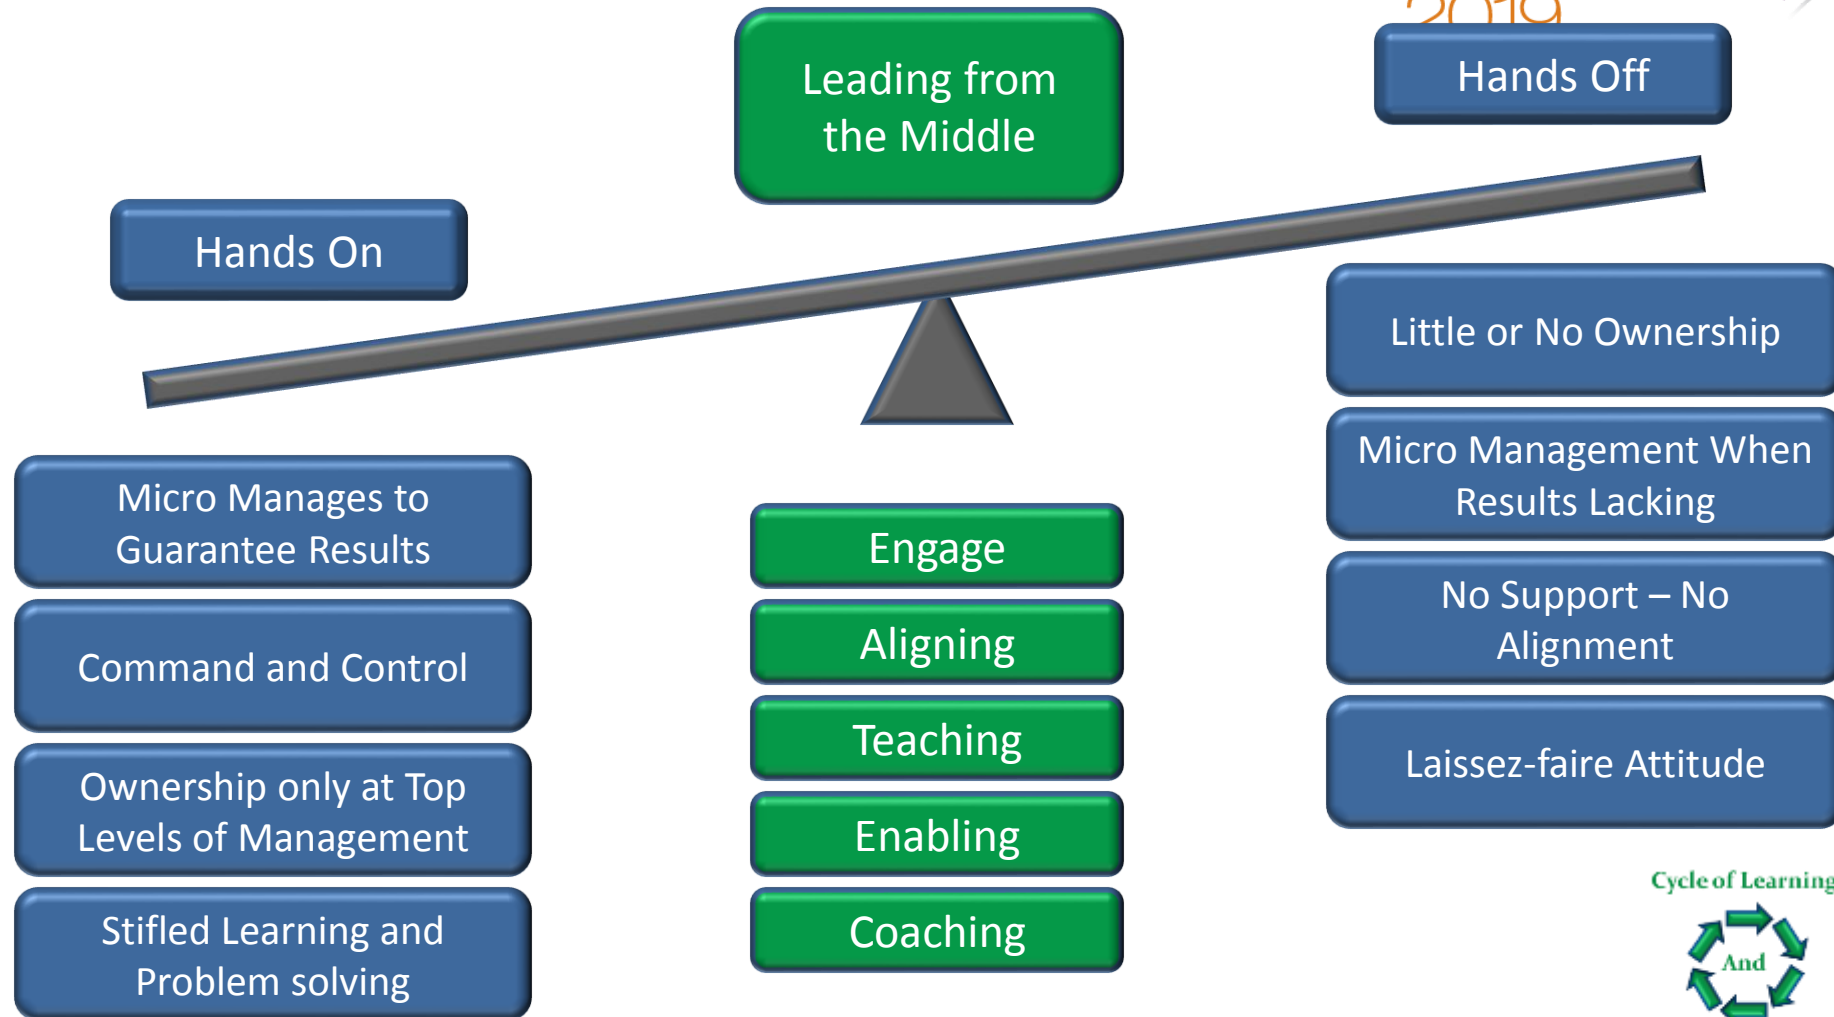 2019
Leading from
the Middle
Hands Off
Hands On
Micro Manages to
Guarantee Results
Command and Control
Ownership only at Top
Levels of Management
Stifled Learning and
Problem solving
Engage
Aligning
Teaching
Enabling
Coaching
Little or No Ownership
Micro Management When
Results Lacking
No Support – No
Alignment
Laissez-faire Attitude
Cycle of Learning
And